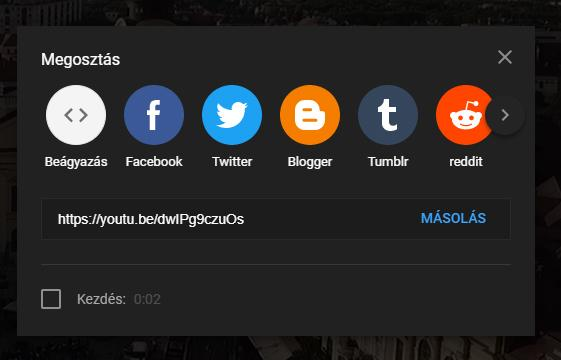 Megosztás
Beágyazás Facebook Twitter Blogger Tumblr reddit
https://youtu.be/dwIPg9czuOs MÁSOLÁS
Kezdés: 0:02